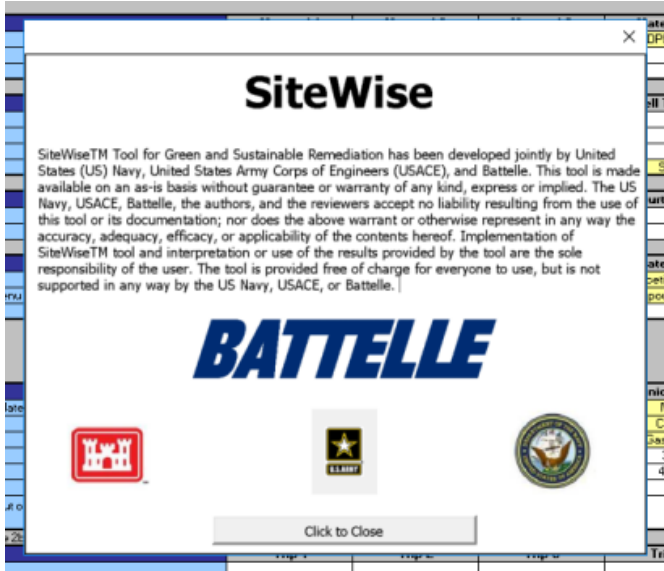 SiteWise
SiteWiseTM Tool for Green and Sustainable Remediation has been developed jointly by United
States (US) Navy, United States Army Corps of Engineers (USACE), and Battelle. This tool is made
available on an as-is basis without guarantee or warranty of any kind, express or implied. The US
Navy, USACE, Battelle, the authors, and the reviewers accept no liability resulting from the use of
this tool or its documentation; nor does the above warrant or otherwise represent in any way the
accuracy, adequacy, efficacy, or applicability of the contents hereof. Implementation of
SiteWiseTM tool and interpretation or use of the results provided by the tool are the sole
responsibility of the user. The tool is provided free of charge for everyone to use, but is not
supported in any way by the US Navy, USACE, or Battelle.
BATTELLE
U.S.ARMY
Click to Close